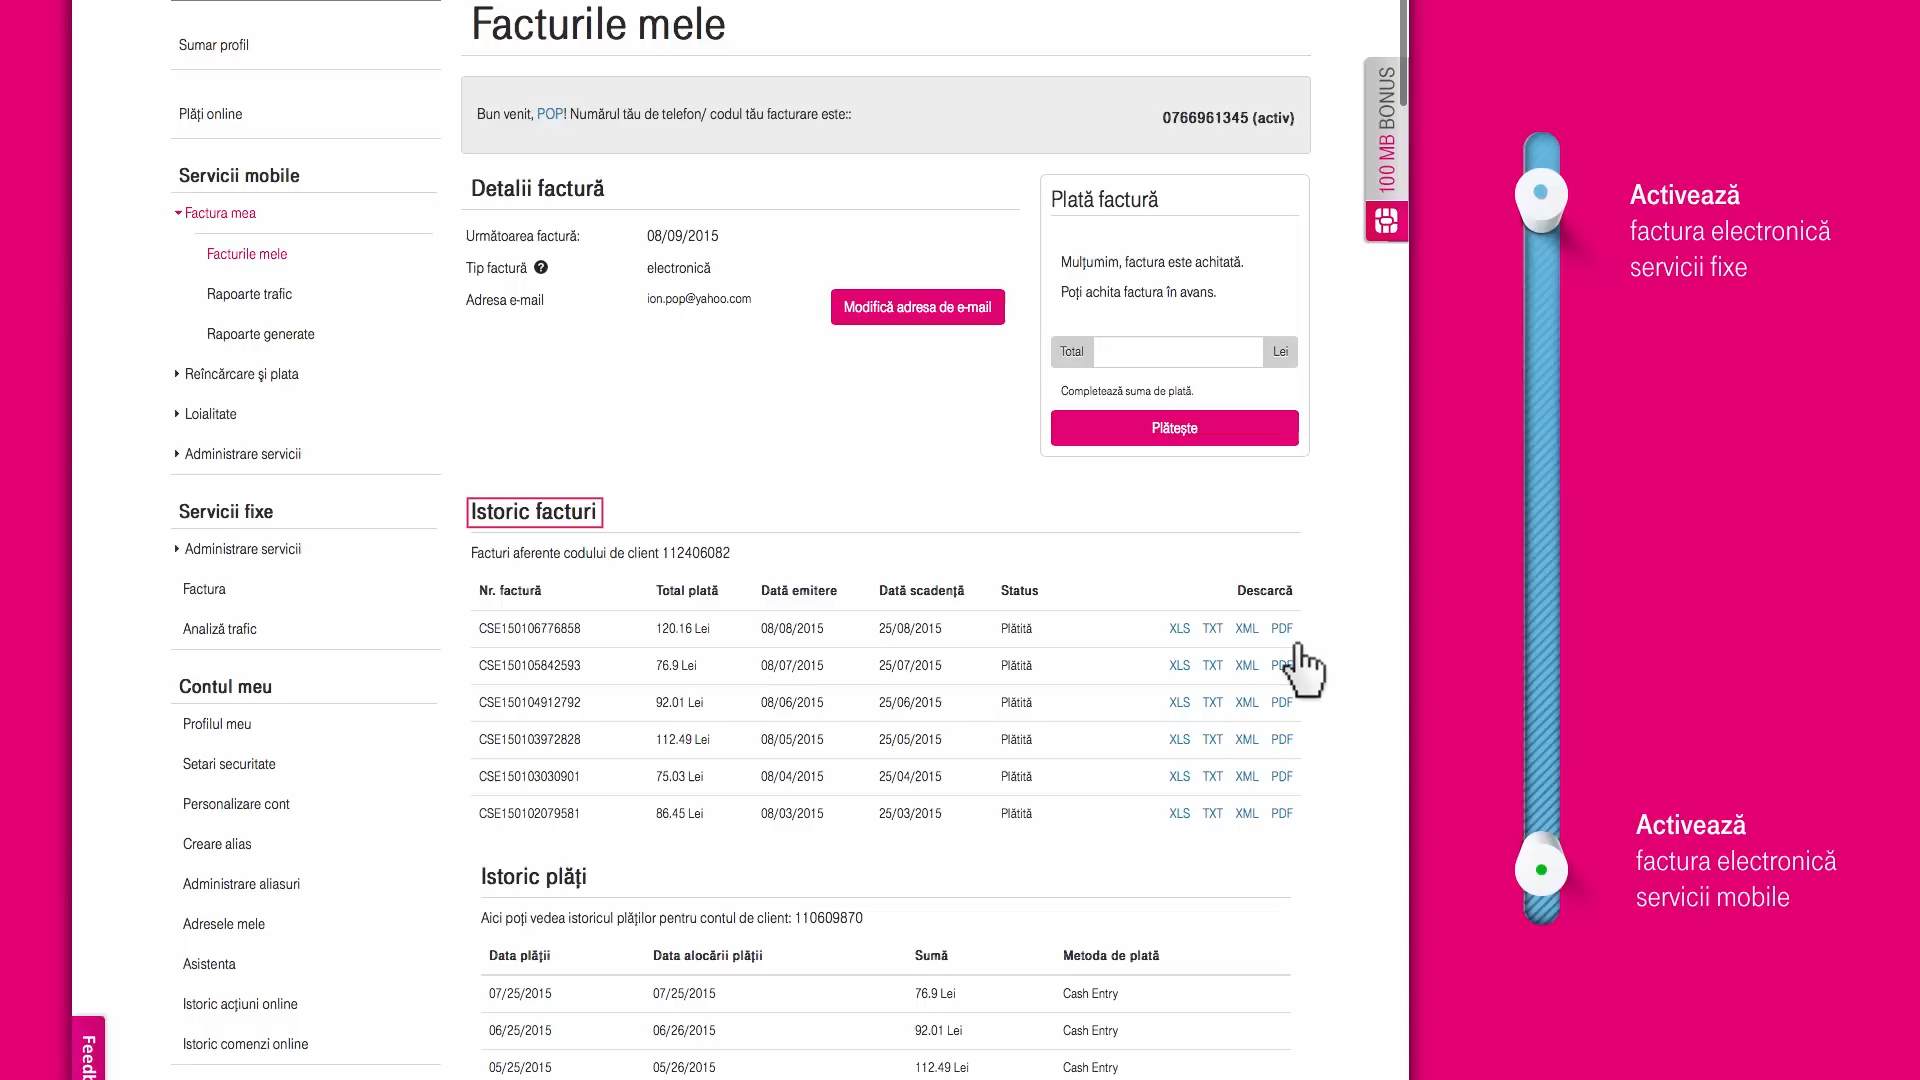 Facturile mele
Sumar profil
Plăți online
Servicii mobile
Factura mea
Facturile mele
Rapoarte trafic
Rapoarte generate
Reîncărcare și plata
Loialitate
Administrare servicii
Servicii fixe
Administrare servicii
Factura
Analiză trafic
Contul meu
Profilul meu
Setari securitate
Personalizare cont
Creare alias
Administrare aliasuri
Adresele mele
Asistenta
Istoric acțiuni online
Istoric comenzi online
Bun venit, POP! Numărul tău de telefon/ codul tău facturare este:: 0766961345 (activ)
Detalii factură
Următoarea factură: 08/09/2015
Tip factură ? electronică
Adresa e-mail ion.pop@yahoo.com
Modifică adresa de e-mail
Plată factură
Mulțumim, factura este achitată.
Poți achita factura în avans.
Total Lei
Completează suma de plată.
Plătește
Istoric facturi
Facturi aferente codului de client 112406082
Nr. factură Total plată Dată emitere Dată scadență Status Descarcă
CSE150106776858 120.16 Lei 08/08/2015 25/08/2015 Plătită XLS TXT XML PDF
CSE150105842593 76.9 Lei 08/07/2015 25/07/2015 Plătită XLS TXT XML PDF
CSE150104912792 92.01 Lei 08/06/2015 25/06/2015 Plătită XLS TXT XML PDF
CSE150103972828 112.49 Lei 08/05/2015 25/05/2015 Plătită XLS TXT XML PDF
CSE150103030901 75.03 Lei 08/04/2015 25/04/2015 Plătită XLS TXT XML PDF
CSE150102079581 86.45 Lei 08/03/2015 25/03/2015 Plătită XLS TXT XML PDF
Istoric plăți
Aici poți vedea istoricul plăților pentru contul de client: 110609870
Data plății Data alocării plății Sumă Metoda de plată
07/25/2015 07/25/2015 76.9 Lei Cash Entry
06/25/2015 06/26/2015 92.01 Lei Cash Entry
05/25/2015 05/26/2015 112.49 Lei Cash Entry
100 MB BONUS
Feedb
Activează
factura electronică
servicii fixe
Activează
factura electronică
servicii mobile